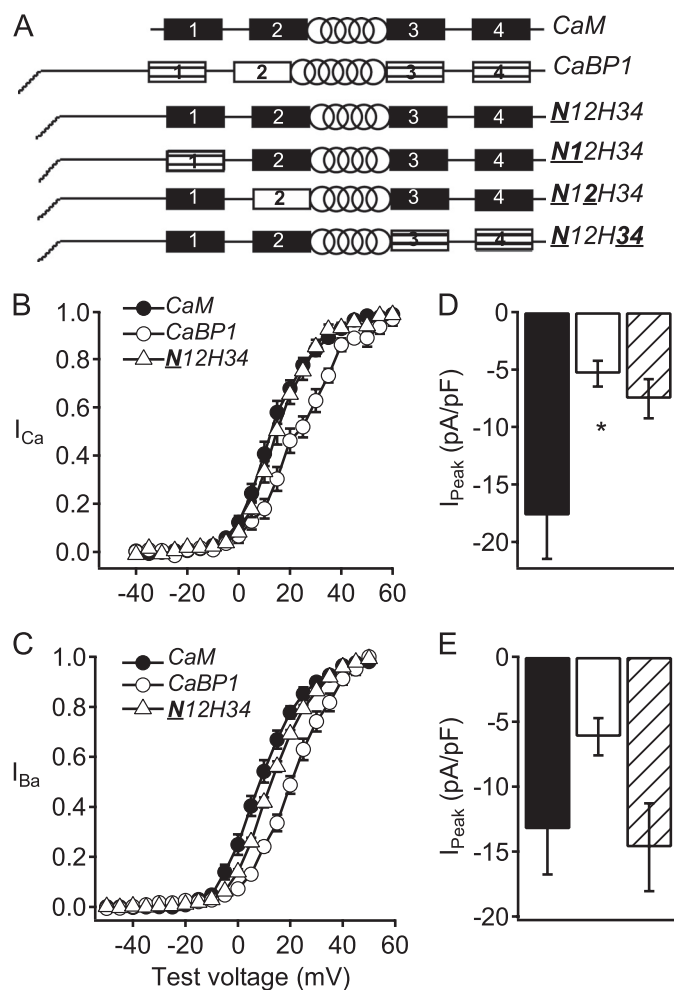 A
1 2 3 4 CaM
1 2 3 4 CaBP1
1 2 3 4 N12H34
1 2 3 4 N12H34
1 2 3 4 N12H34
1 2 3 4 N12H34
B
CaM
CaBP1
N12H34
I Ca
1.0
0.8
0.6
0.4
0.2
0.0
-40 -20 0 20 40 60
C
CaM
CaBP1
N12H34
I Ba
1.0
0.8
0.6
0.4
0.2
0.0
-40 -20 0 20 40 60
Test voltage (mV)
D
I Peak (pA/pF)
0
-5
-10
-15
-20
*
E
I Peak (pA/pF)
0
-5
-10
-15
-20